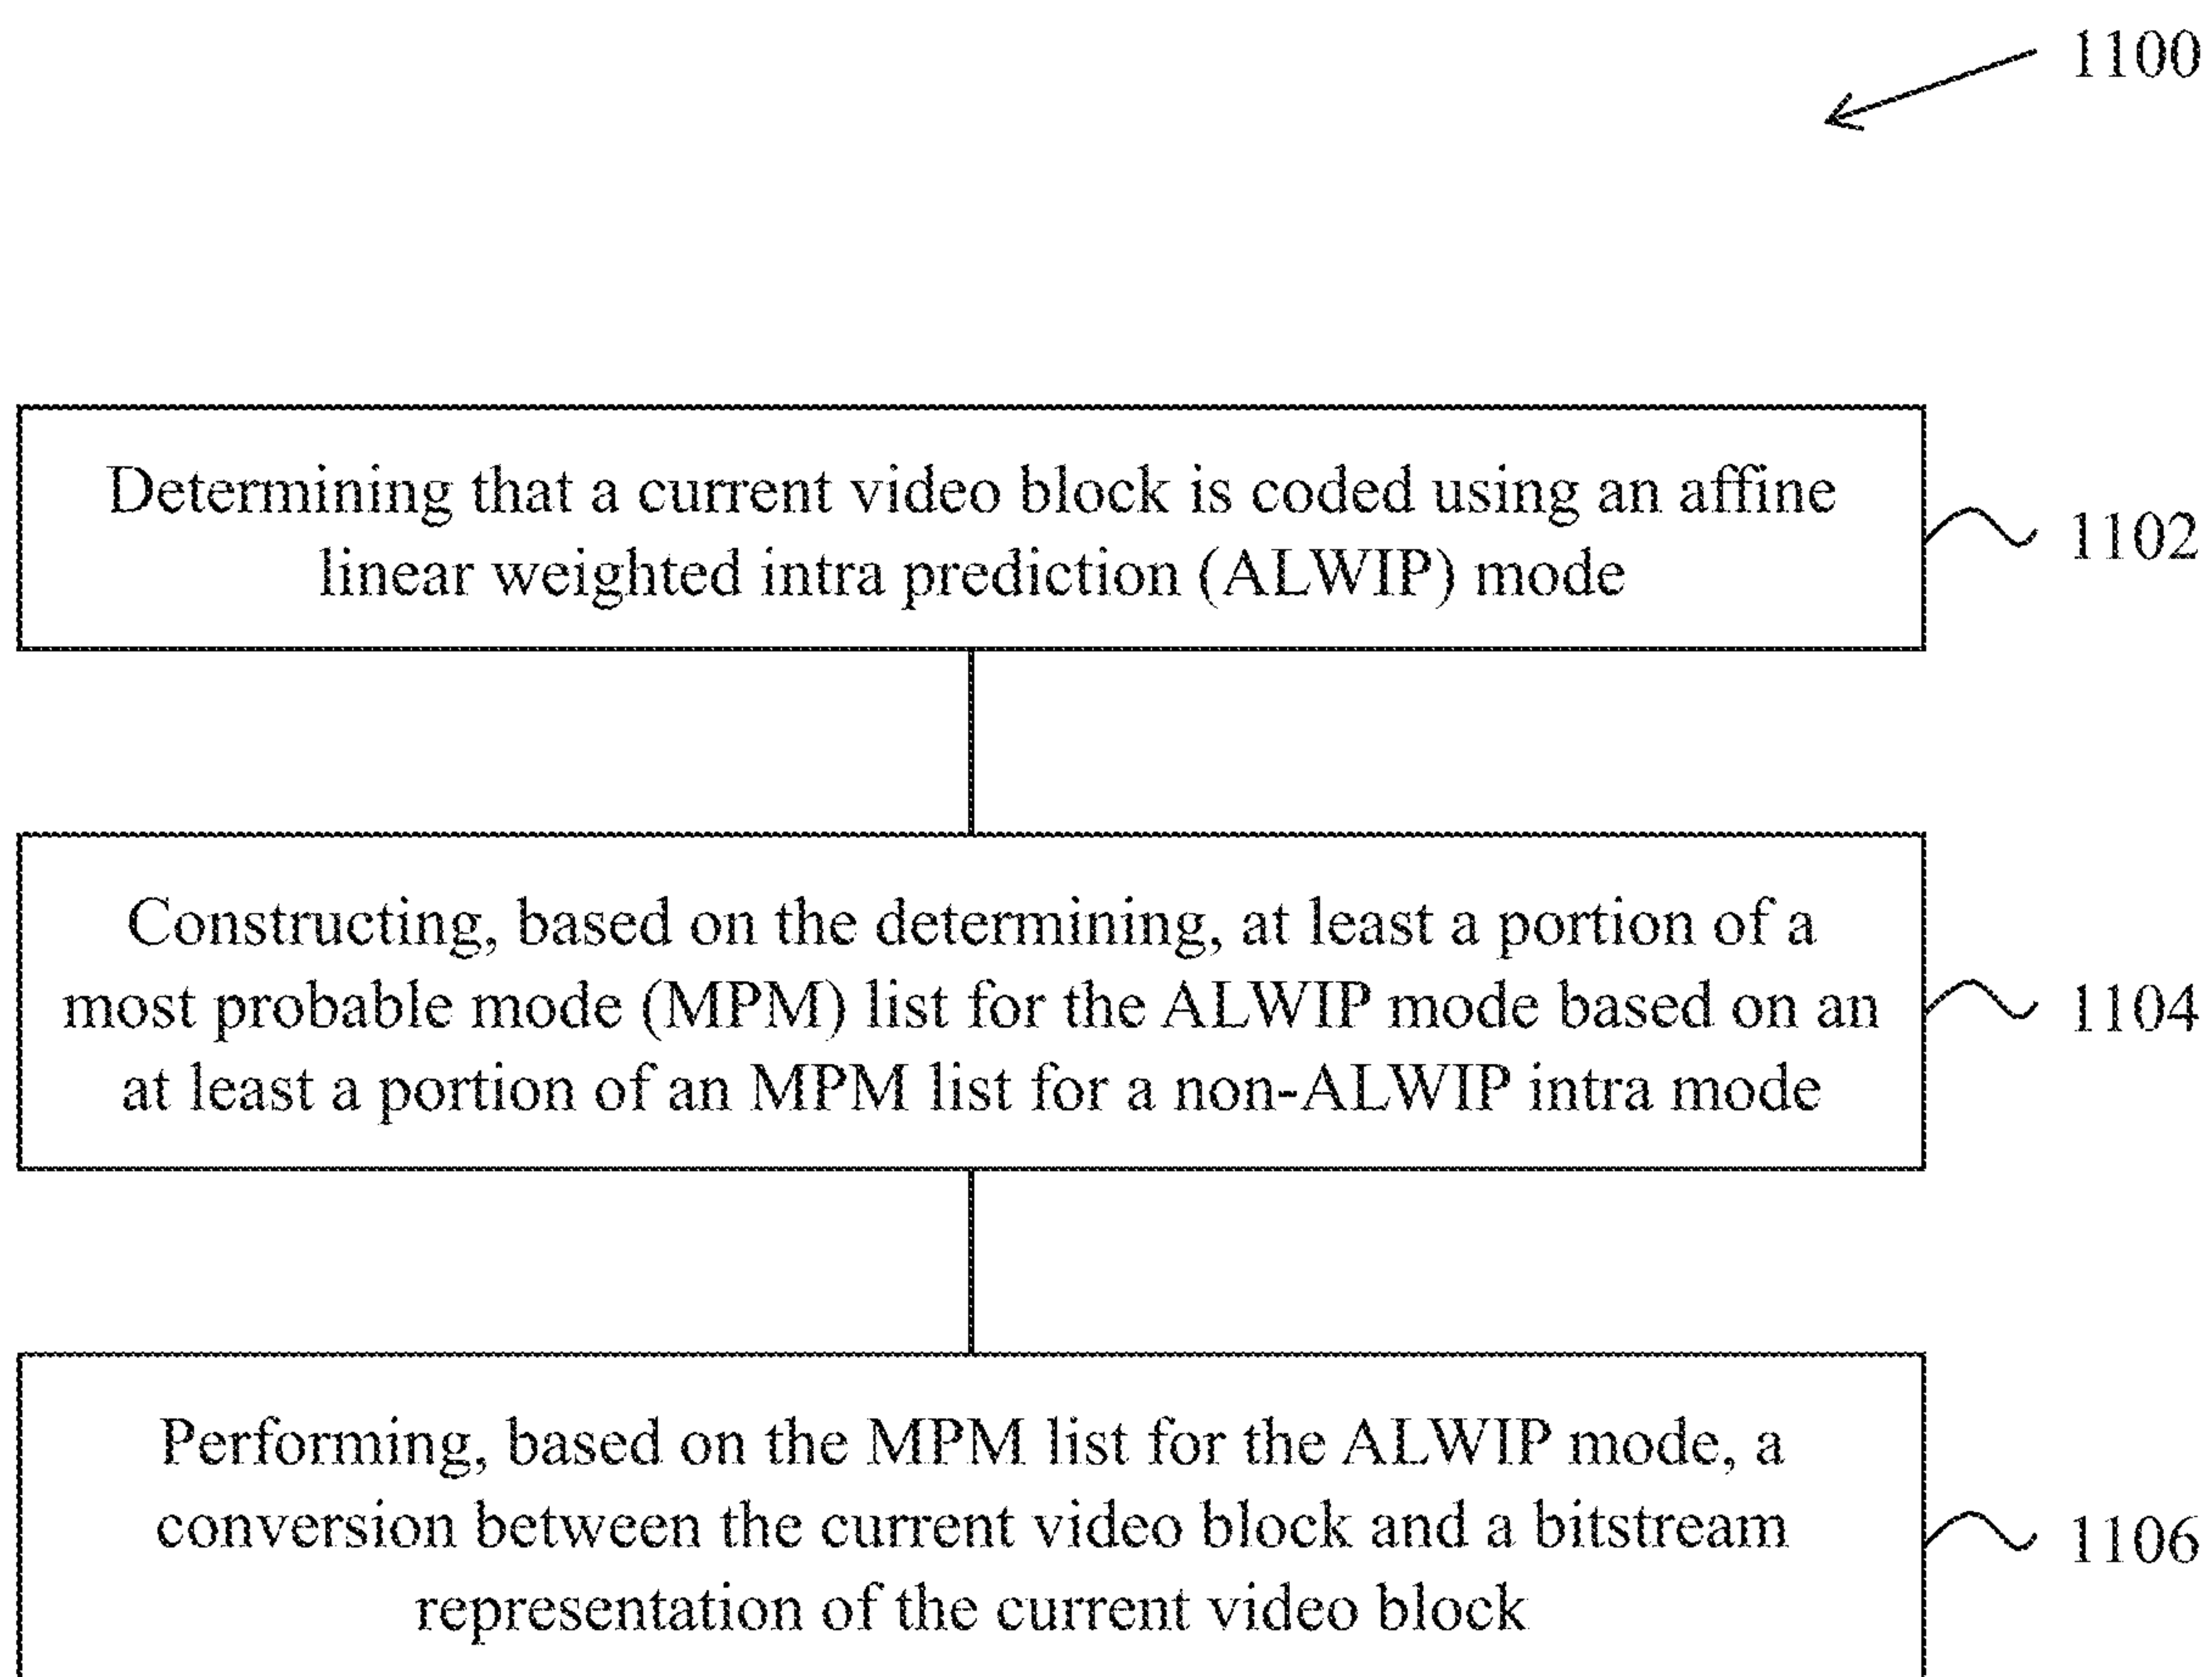 1100
Determining that a current video block is coded using an affine
linear weighted intra prediction (ALWIP) mode
1102
Constructing, based on the determining, at least a portion of a
most probable mode (MPM) list for the ALWIP mode based on an
at least a portion of an MPM list for a non-ALWIP intra mode
1104
Performing, based on the MPM list for the ALWIP mode, a
conversion between the current video block and a bitstream
representation of the current video block
1106